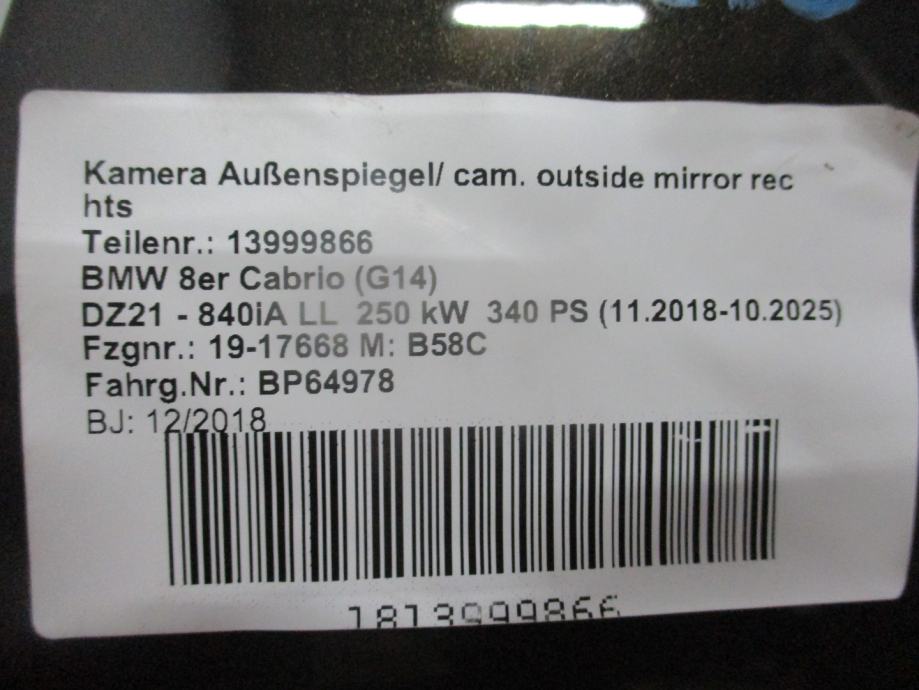 Kamera Außenspiegel/ cam. outside mirror rec
hts
Teilenr.: 13999866
BMW 8er Cabrio (G14)
DZ21 - 840iA LL 250 kW 340 PS (11.2018-10.2025)
Fzgnr.: 19-17668 M: B58C
Fahrg.Nr.: BP64978
BJ: 12/2018
1813999866